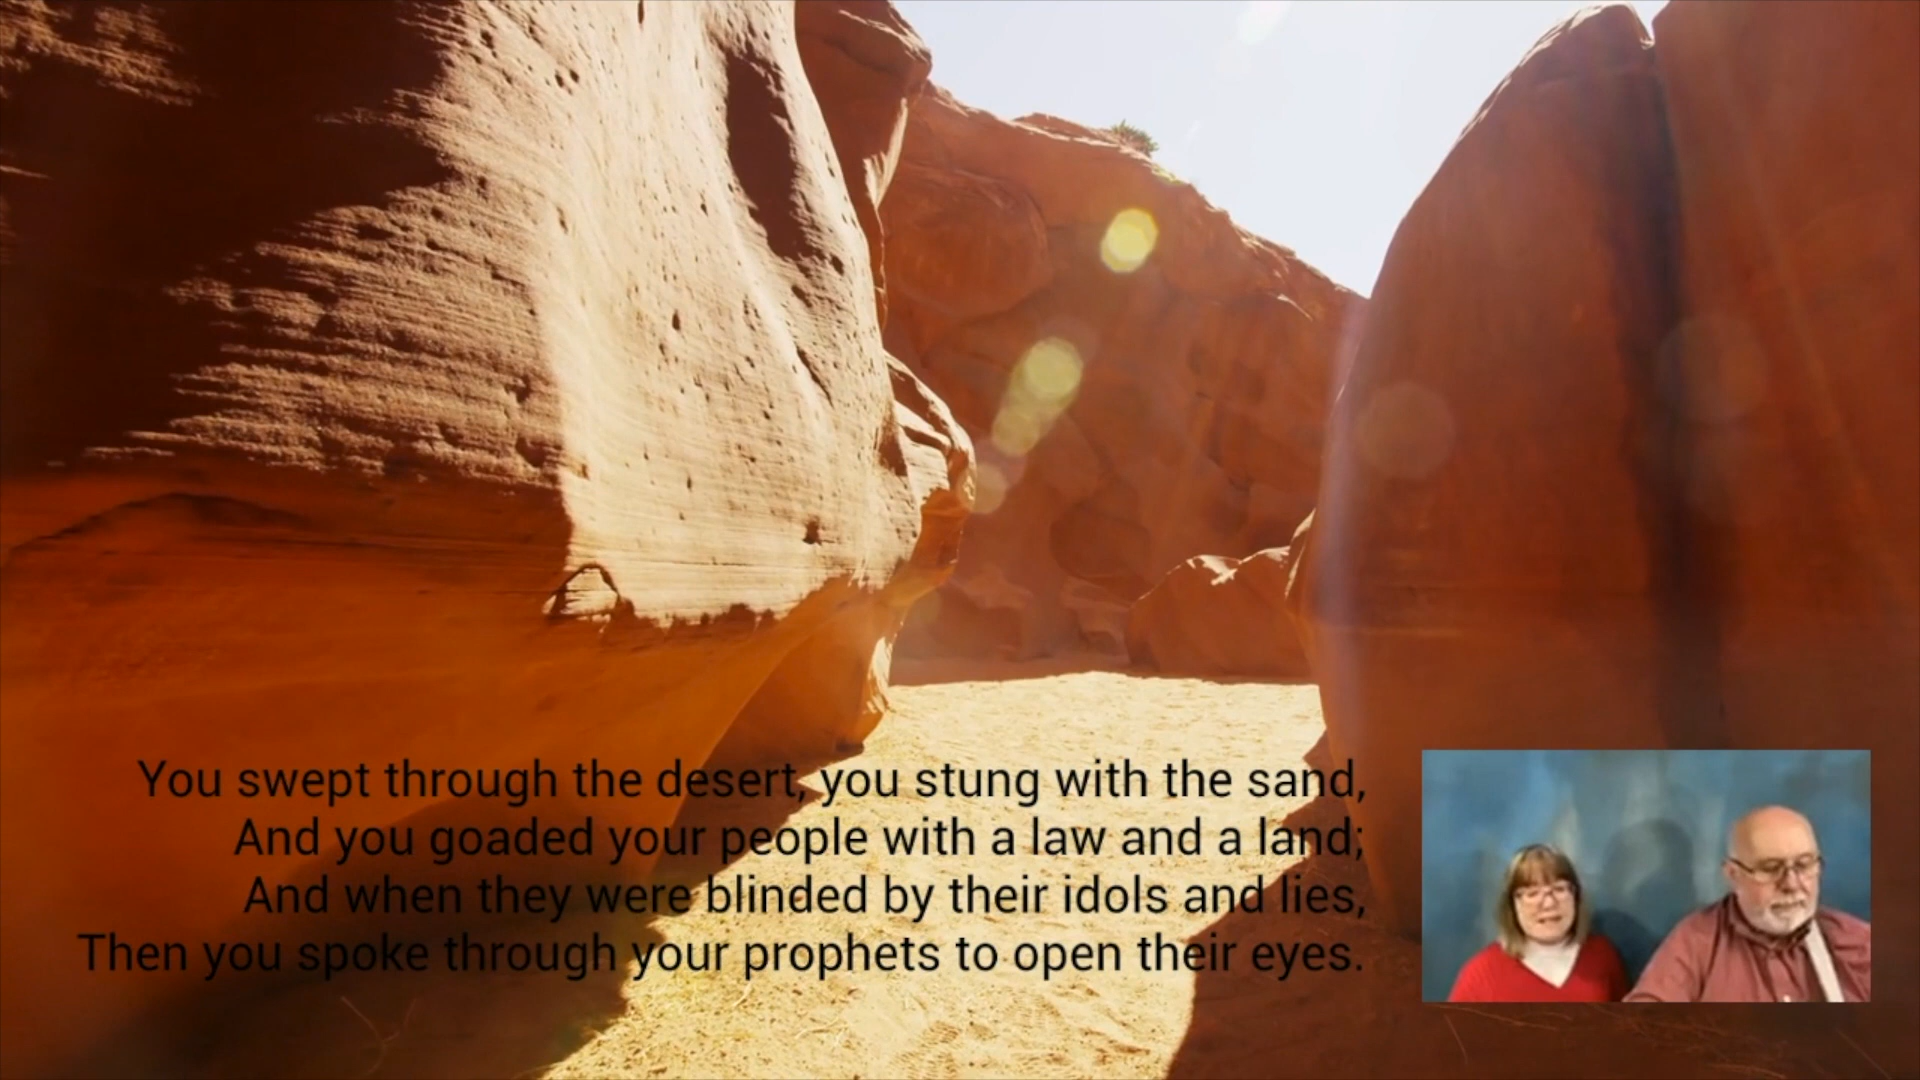 You swept through the desert, you stung with the sand,
And you goaded your people with a law and a land;
And when they were blinded by their idols and lies,
Then you spoke through your prophets to open their eyes.